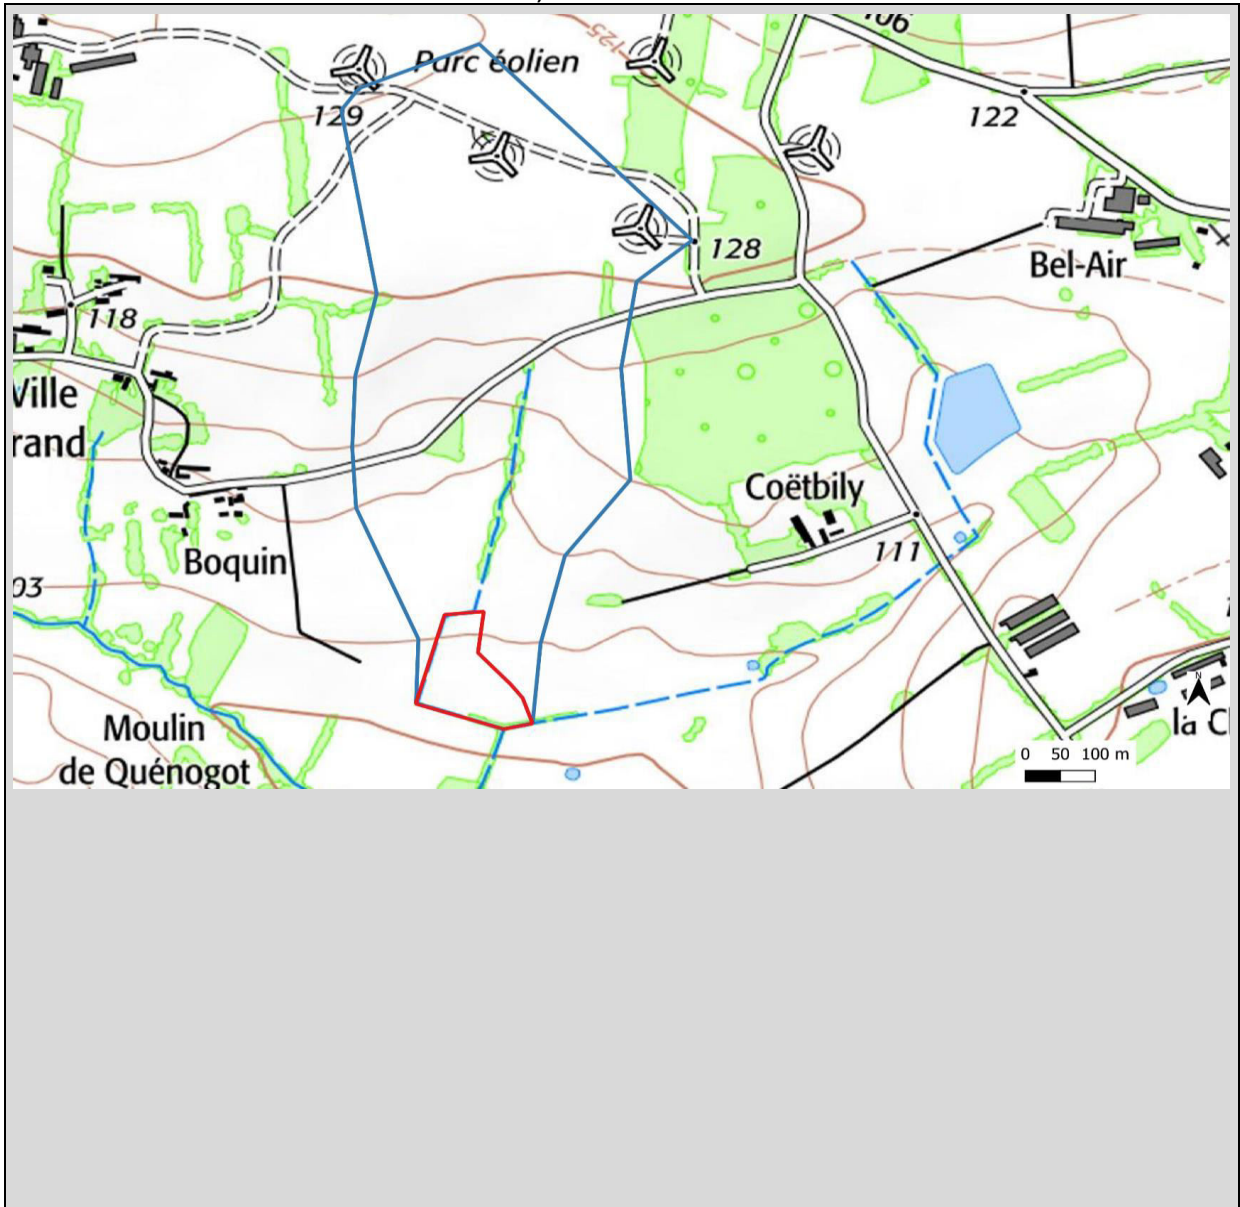 Parc éolien
125
106
129
122
128
Bel-Air
118
Ville
rand
Coëtbily
111
Boquin
03
Moulin
de Quénogot
N
la C
0 50 100 m